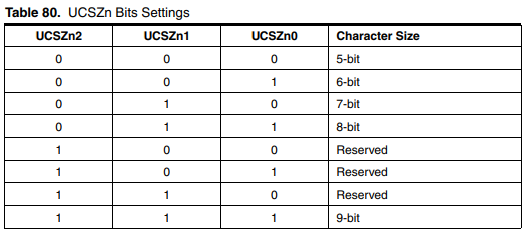 Table 80. UCSZn Bits Settings
UCSZn2 UCSZn1 UCSZn0 Character Size
0 0 0 5-bit
0 0 1 6-bit
0 1 0 7-bit
0 1 1 8-bit
1 0 0 Reserved
1 0 1 Reserved
1 1 0 Reserved
1 1 1 9-bit